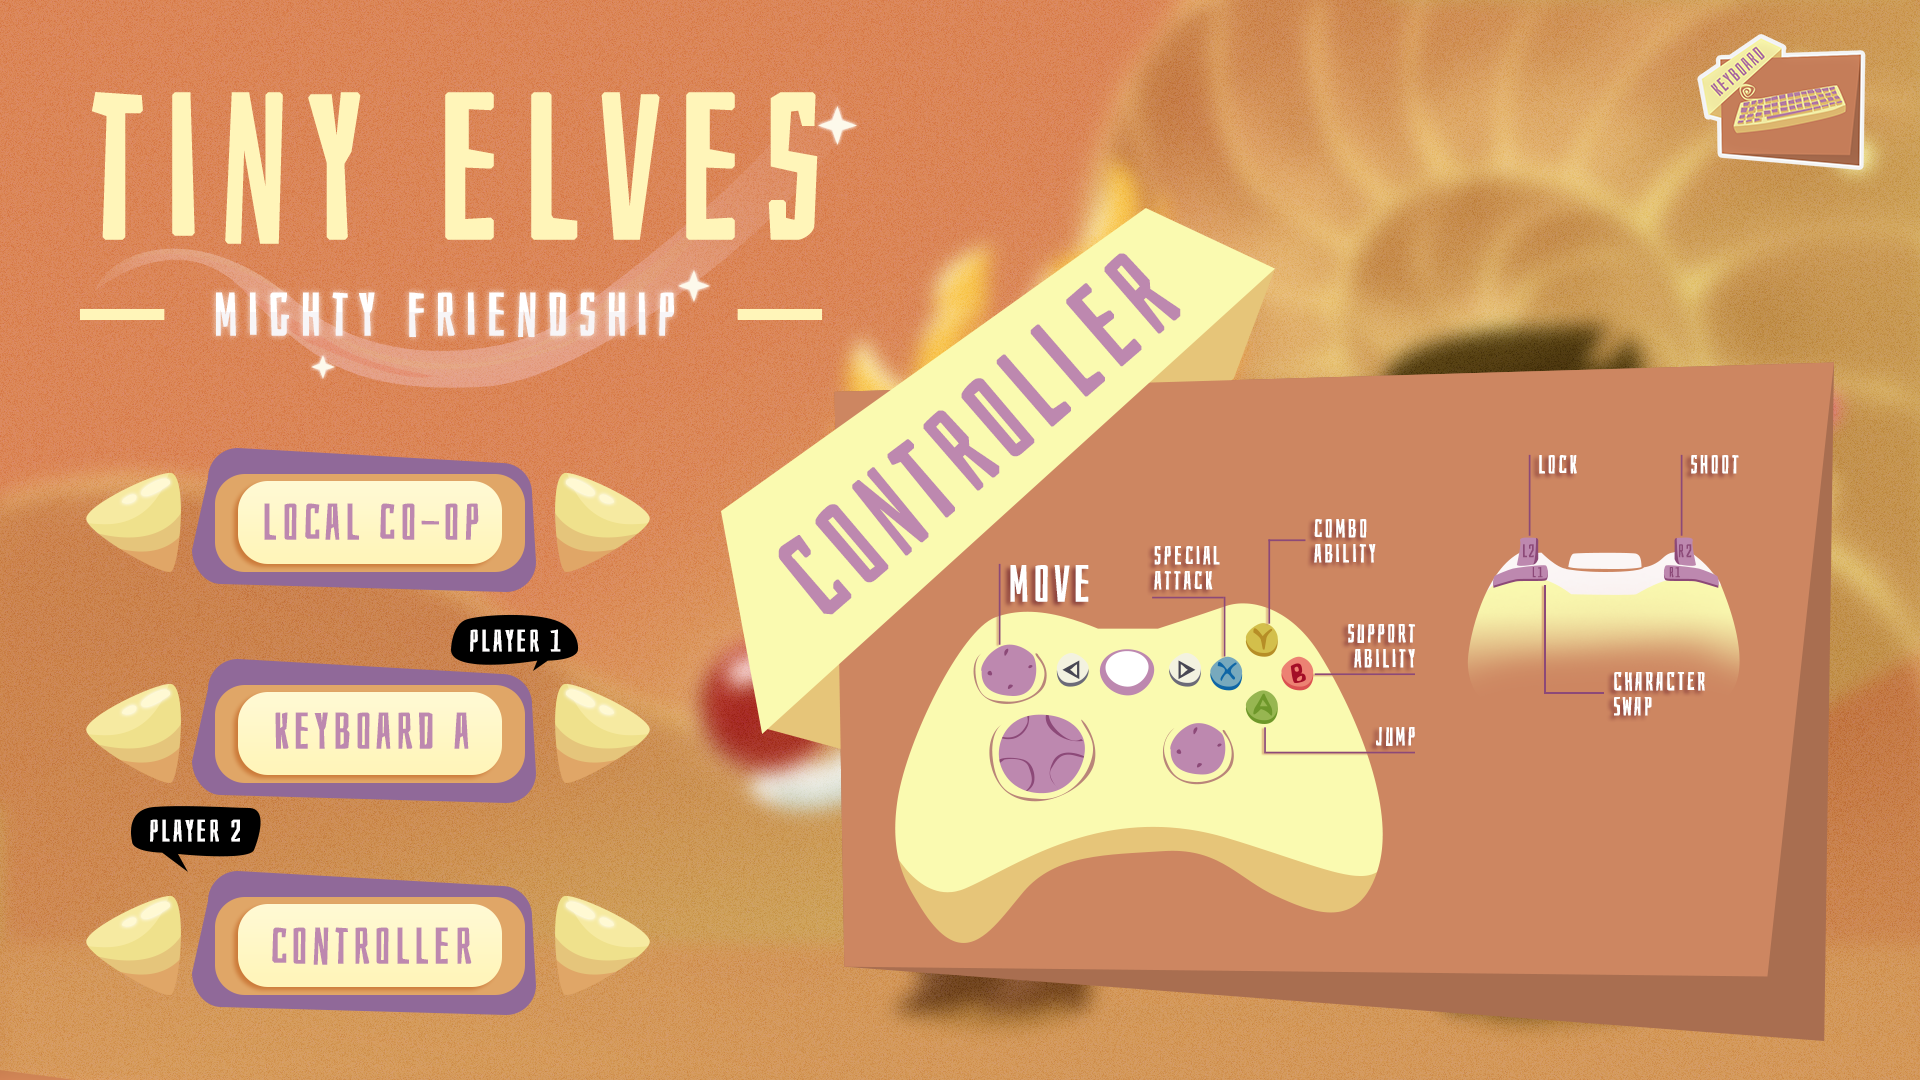 TINY ELVES
MIGHTY FRIENDSHIP
KEYBOARD
CONTROLLER
LOCAL CO-OP
PLAYER 1
KEYBOARD A
PLAYER 2
CONTROLLER
MOVE
SPECIAL
ATTACK
COMBO
ABILITY
SUPPORT
ABILITY
JUMP
Y
X
B
A
LOCK
SHOOT
L2
R2
L1
R1
CHARACTER
SWAP